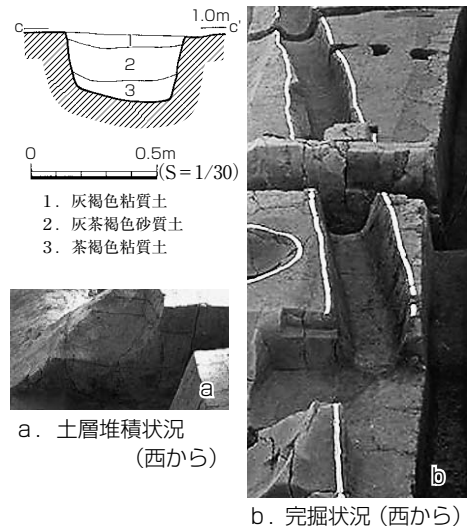 c 1.0m c'
1
2
3
0 0.5m
(S=1/30)
1. 灰褐色粘質土
2. 灰茶褐色砂質土
3. 茶褐色粘質土
a
a. 土層堆積状況
(西から)
b
b. 完掘状況 (西から)